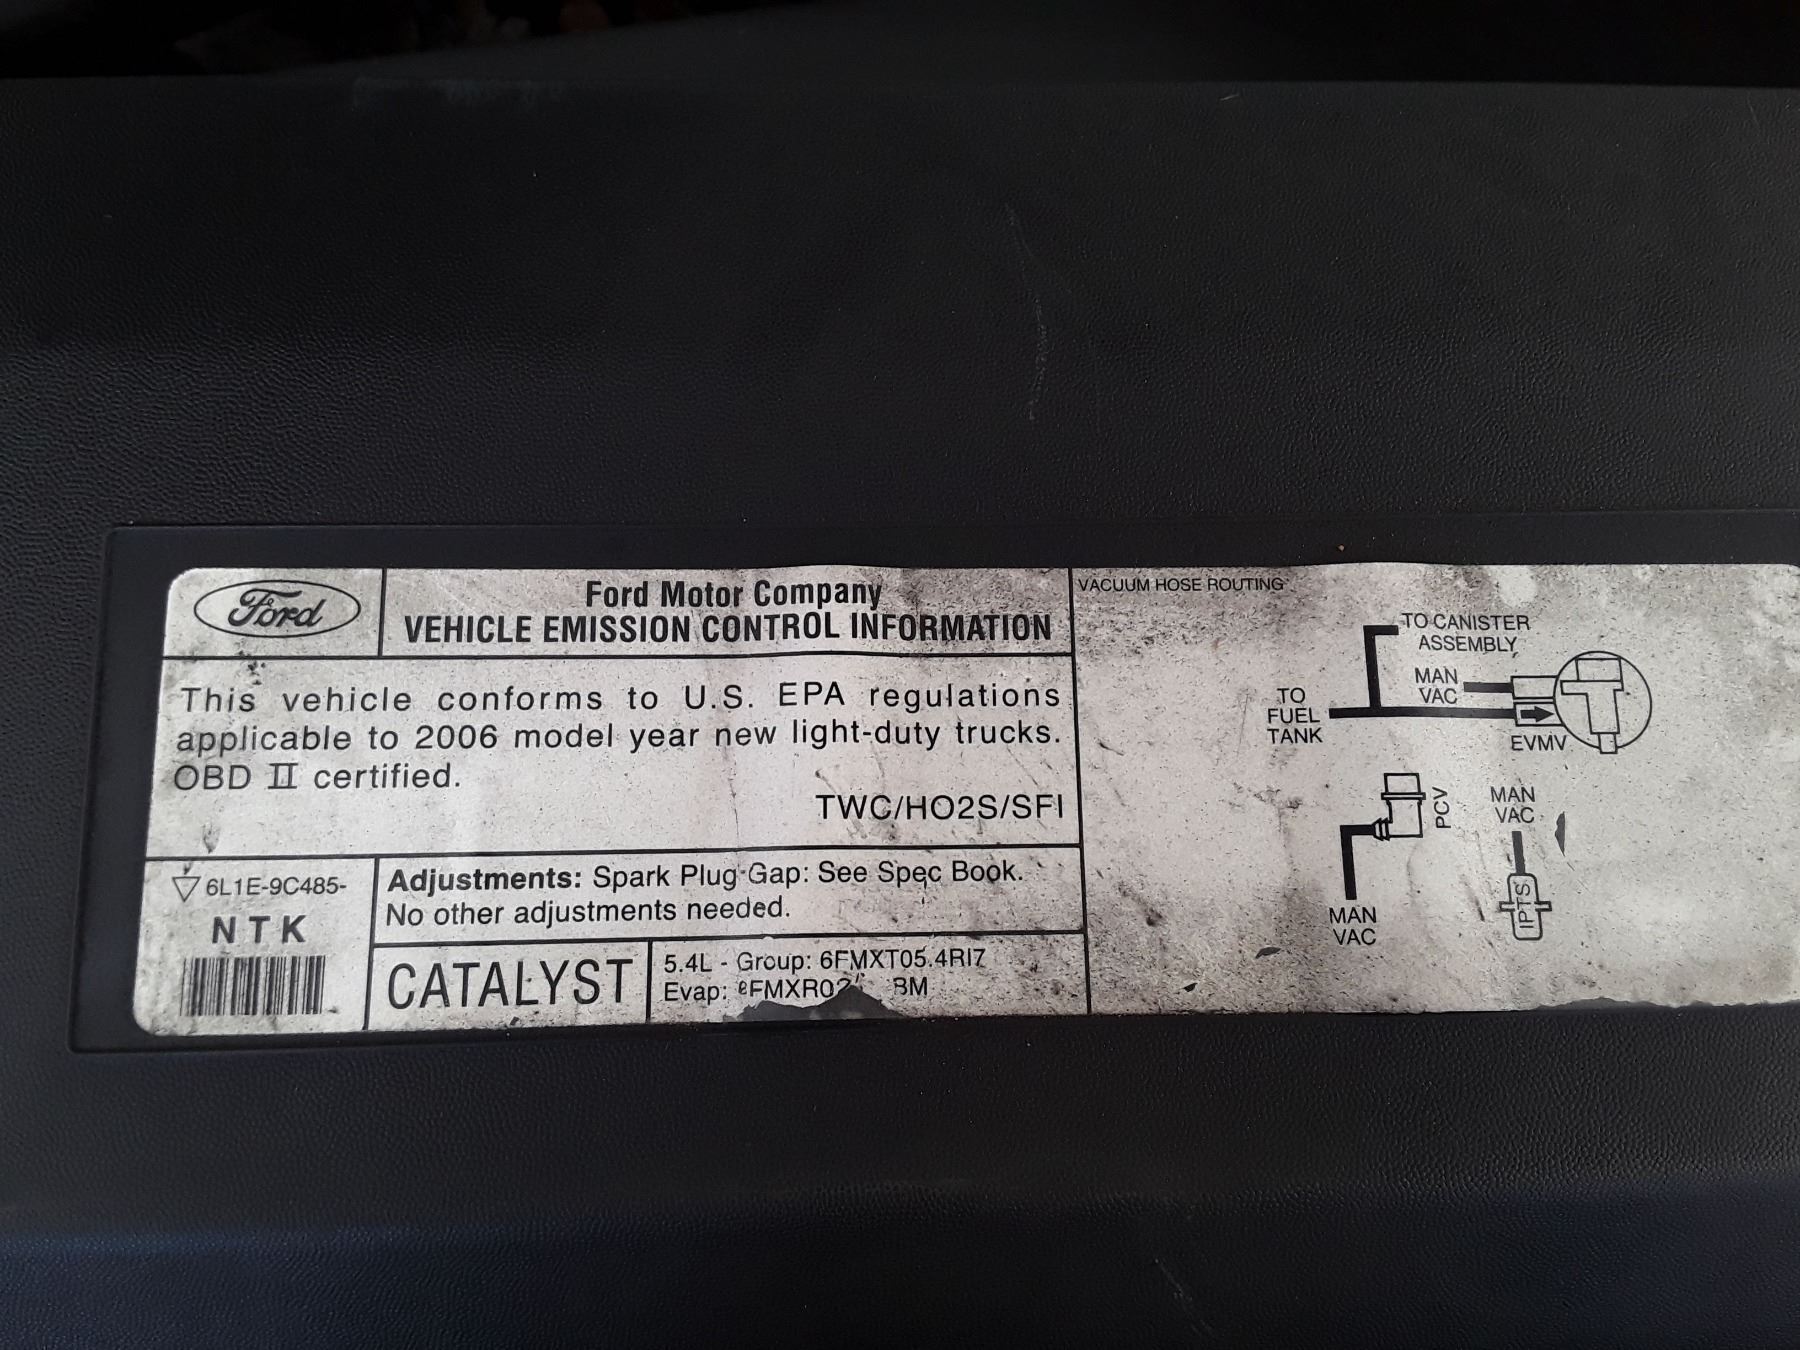 Ford
Ford Motor Company
VEHICLE EMISSION CONTROL INFORMATION
This vehicle conforms to U.S. EPA regulations
applicable to 2006 model year new light-duty trucks.
OBD II certified.
TWC/HO2S/SFI
6L1E-9C485-
NTK
Adjustments: Spark Plug Gap: See Spec Book.
No other adjustments needed.
CATALYST
5.4L - Group: 6FMXT05.4RI7
Evap:
VACUUM HOSE ROUTING
TO CANISTER
ASSEMBLY
MAN
VAC
TO
FUEL
TANK
EVMV
PCV
MAN
VAC
MAN
VAC
IPTS